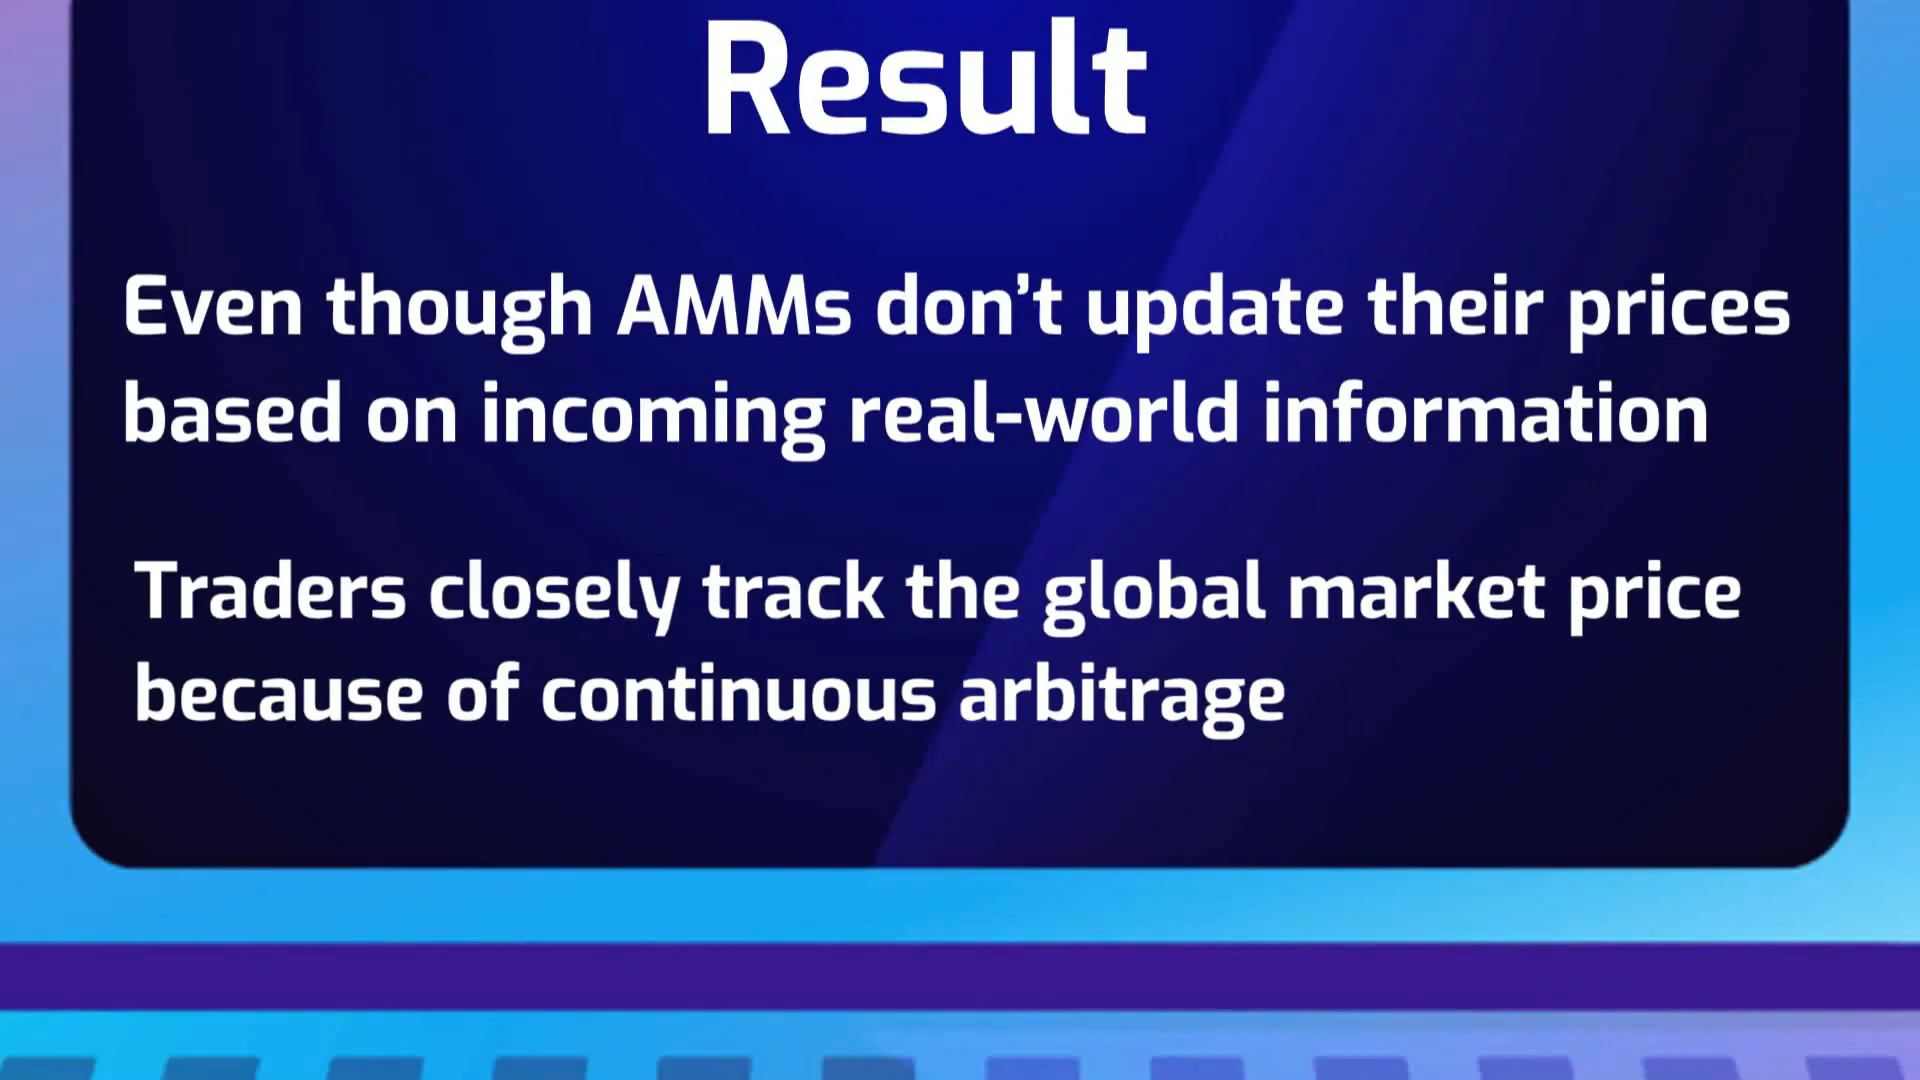 Result
Even though AMMs don’t update their prices
based on incoming real-world information
Traders closely track the global market price
because of continuous arbitrage